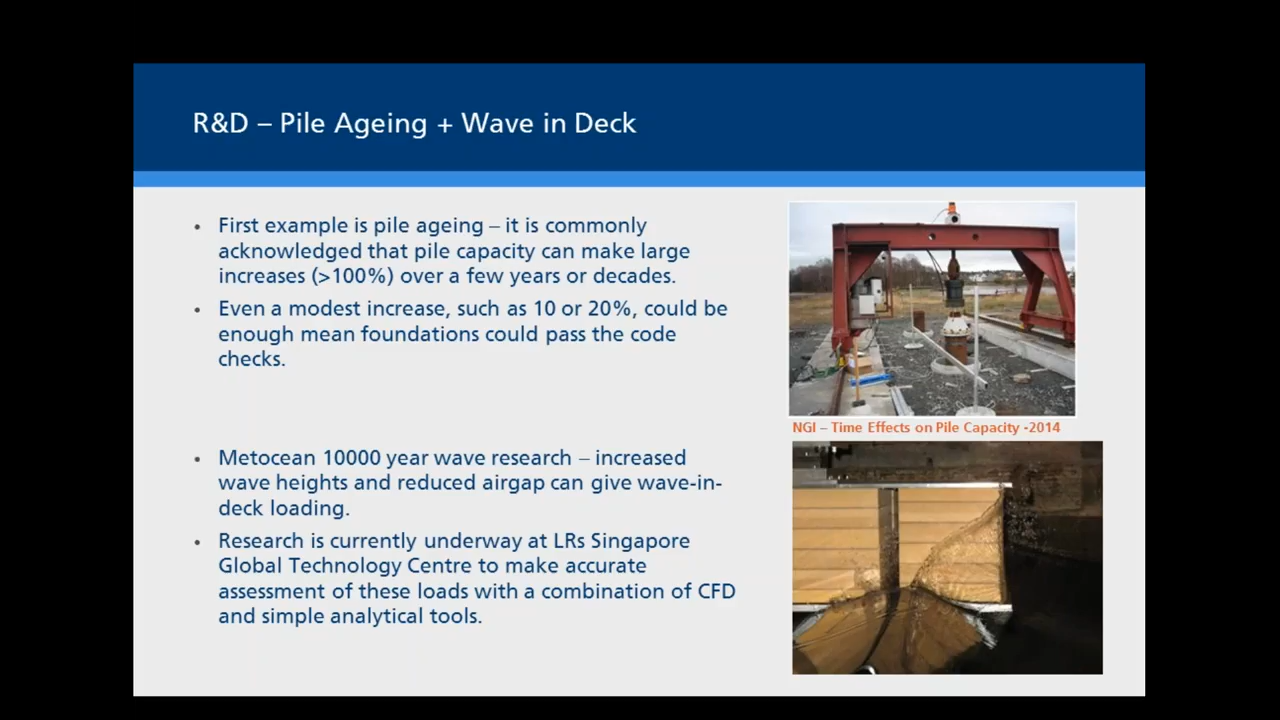 R&D – Pile Ageing + Wave in Deck
• First example is pile ageing – it is commonly
acknowledged that pile capacity can make large
increases (>100%) over a few years or decades.
• Even a modest increase, such as 10 or 20%, could be
enough mean foundations could pass the code
checks.
NGI – Time Effects on Pile Capacity -2014
• Metocean 10000 year wave research – increased
wave heights and reduced airgap can give wave-in-
deck loading.
• Research is currently underway at LRs Singapore
Global Technology Centre to make accurate
assessment of these loads with a combination of CFD
and simple analytical tools.